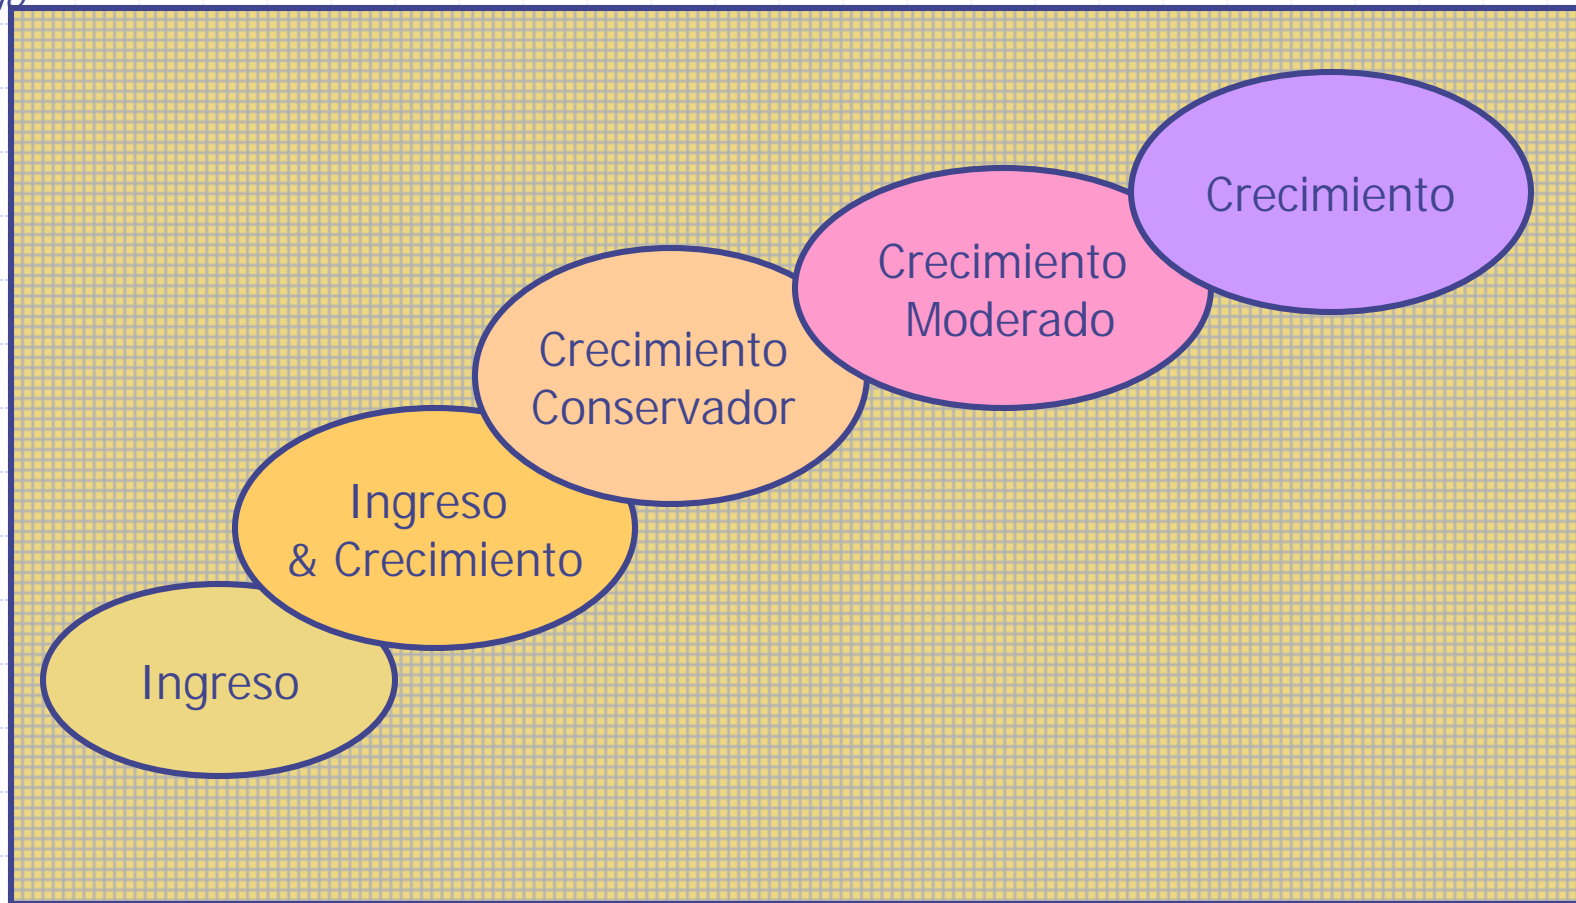 Crecimiento
Crecimiento
Moderado
Crecimiento
Conservador
Ingreso
& Crecimiento
Ingreso